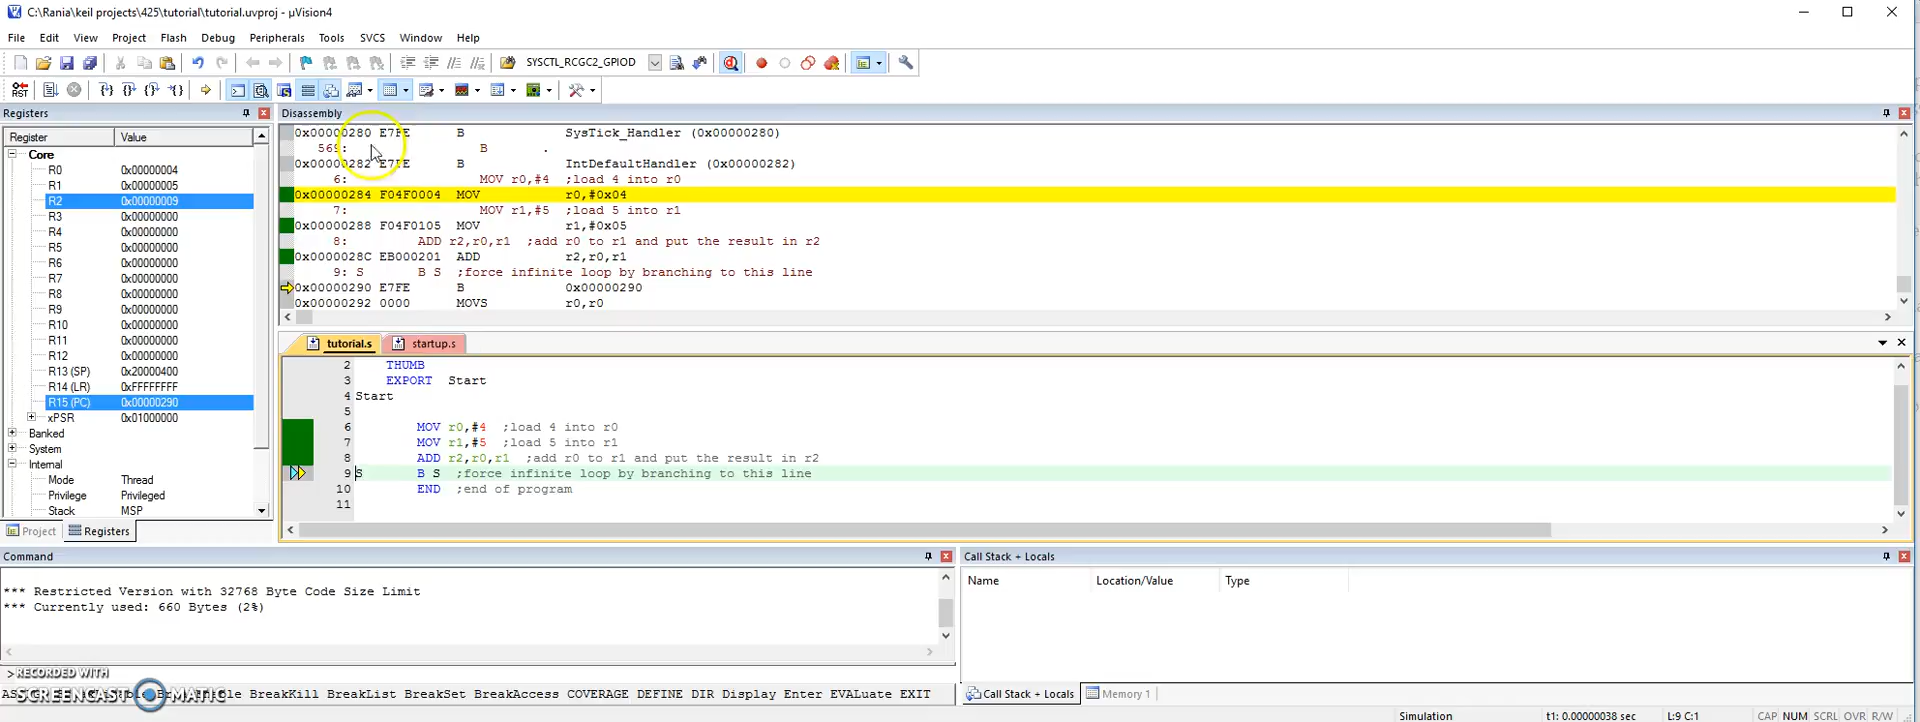 C:\Rania\keil projects\425\tutorial\tutorial.uvproj - µVision4
File Edit View Project Flash Debug Peripherals Tools SVCS Window Help
SYSCTL_RCGC2_GPIOD
RST
Registers
Register Value
Core
R0 0x00000004
R1 0x00000005
R2 0x00000009
R3 0x00000000
R4 0x00000000
R5 0x00000000
R6 0x00000000
R7 0x00000000
R8 0x00000000
R9 0x00000000
R10 0x00000000
R11 0x00000000
R12 0x00000000
R13 (SP) 0x20000400
R14 (LR) 0xFFFFFFFF
R15 (PC) 0x00000290
xPSR 0x01000000
Banked
System
Internal
Mode Thread
Privilege Privileged
Stack MSP
Project Registers
Disassembly
0x00000280 E7FE B SysTick_Handler (0x00000280)
569: B .
0x00000282 E7FE B IntDefaultHandler (0x00000282)
6: MOV r0,#4 ;load 4 into r0
0x00000284 F04F0004 MOV r0,#0x04
7: MOV r1,#5 ;load 5 into r1
0x00000288 F04F0105 MOV r1,#0x05
8: ADD r2,r0,r1 ;add r0 to r1 and put the result in r2
0x0000028C EB000201 ADD r2,r0,r1
9: S B S ;force infinite loop by branching to this line
0x00000290 E7FE B 0x00000290
0x00000292 0000 MOVS r0,r0
tutorial.s startup.s
2 THUMB
3 EXPORT Start
4 Start
5
6 MOV r0,#4 ;load 4 into r0
7 MOV r1,#5 ;load 5 into r1
8 ADD r2,r0,r1 ;add r0 to r1 and put the result in r2
9 S B S ;force infinite loop by branching to this line
10 END ;end of program
11
Command
*** Restricted Version with 32768 Byte Code Size Limit
*** Currently used: 660 Bytes (2%)
>
RECORDED WITH
SCREENCAST MATIC
BreakKill BreakList BreakSet BreakAccess COVERAGE DEFINE DIR Display Enter EVALuate EXIT
Call Stack + Locals
Name Location/Value Type
Call Stack + Locals Memory 1
Simulation t1: 0.00000038 sec L:9 C:1 CAP NUM SCRL OVR R/W